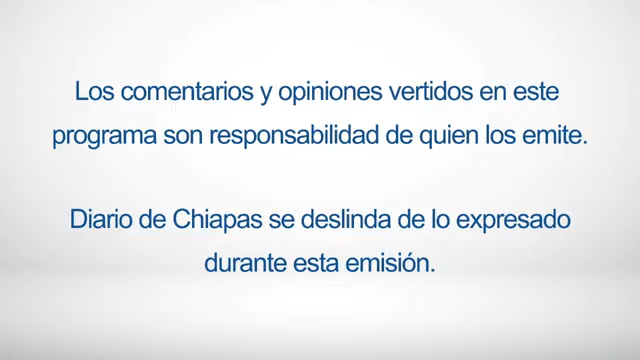 Los comentarios y opiniones vertidos en este
programa son responsabilidad de quien los emite.
Diario de Chiapas se deslinda de lo expresado
durante esta emisión.